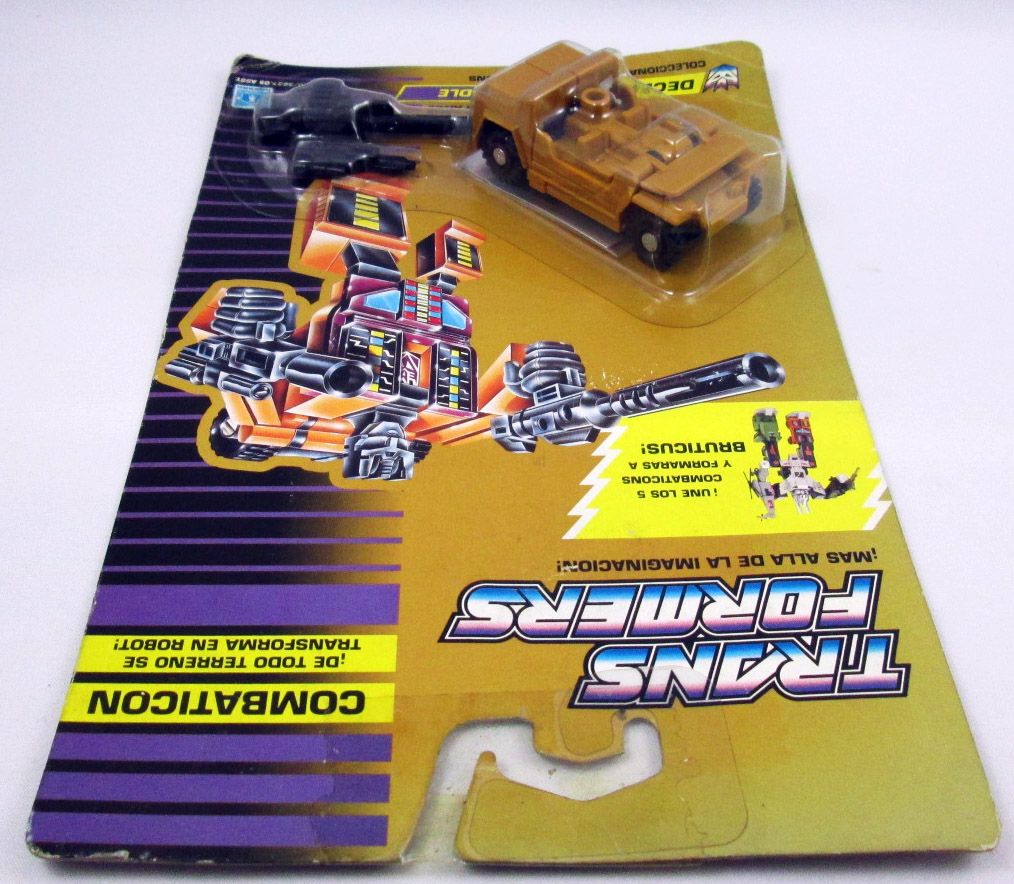 TRANS
FORMERS
¡MAS ALLA DE LA IMAGINACION!
COMBATICON
¡DE TODO TERRENO SE
TRANSFORMA EN ROBOT!
¡UNE LOS 5
COMBATICONS
Y FORMARAS A
BRUTICUS!